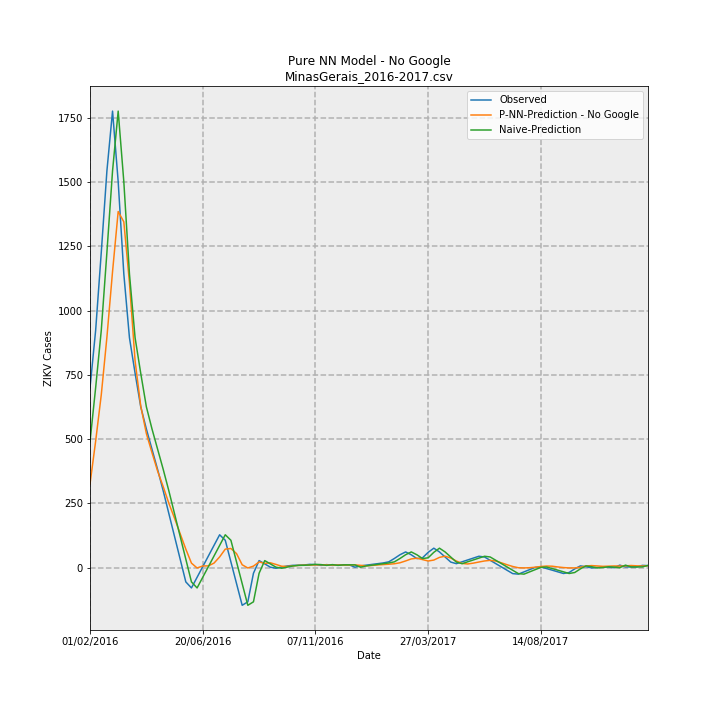 Pure NN Model - No Google
MinasGerais_2016-2017.csv
Observed
P-NN-Prediction - No Google
Naive-Prediction
ZIKV Cases
1750
1500
1250
1000
750
500
250
0
01/02/2016
20/06/2016
07/11/2016
27/03/2017
14/08/2017
Date